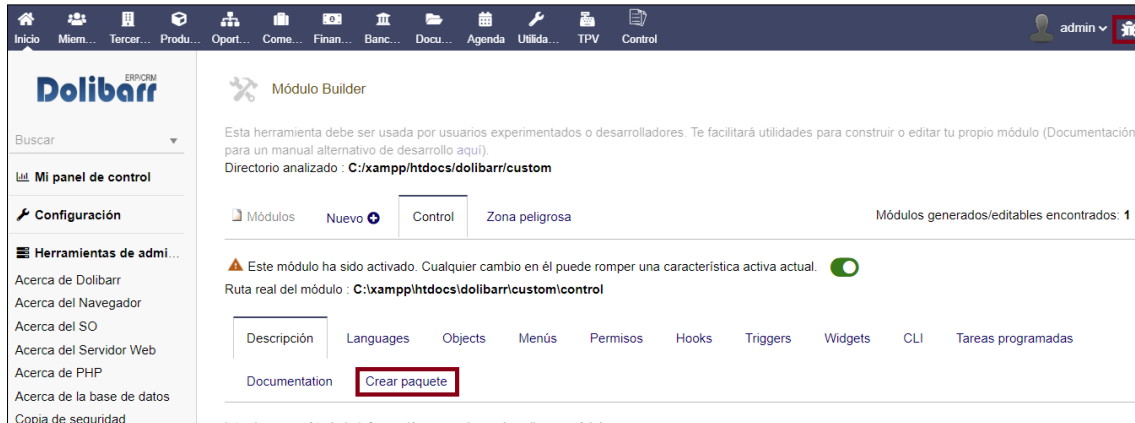 Inicio Miem... Tercer... Produ... Oport... Come... Finan... Banc... Docu... Agenda Utilida... TPV Control admin
Dolibarr ERP/CRM
Buscar
Mi panel de control
Configuración
Herramientas de admi...
Acerca de Dolibarr
Acerca del Navegador
Acerca del SO
Acerca del Servidor Web
Acerca de PHP
Acerca de la base de datos
Copia de seguridad
Módulo Builder
Esta herramienta debe ser usada por usuarios experimentados o desarrolladores. Te facilitará utilidades para construir o editar tu propio módulo (Documentación
para un manual alternativo de desarrollo aquí).
Directorio analizado : C:/xampp/htdocs/dolibarr/custom
Módulos Nuevo Control Zona peligrosa Módulos generados/editables encontrados: 1
Este módulo ha sido activado. Cualquier cambio en él puede romper una característica activa actual.
Ruta real del módulo : C:\xampp\htdocs\dolibarr\custom\control
Descripción Languages Objects Menús Permisos Hooks Triggers Widgets CLI Tareas programadas
Documentation Crear paquete